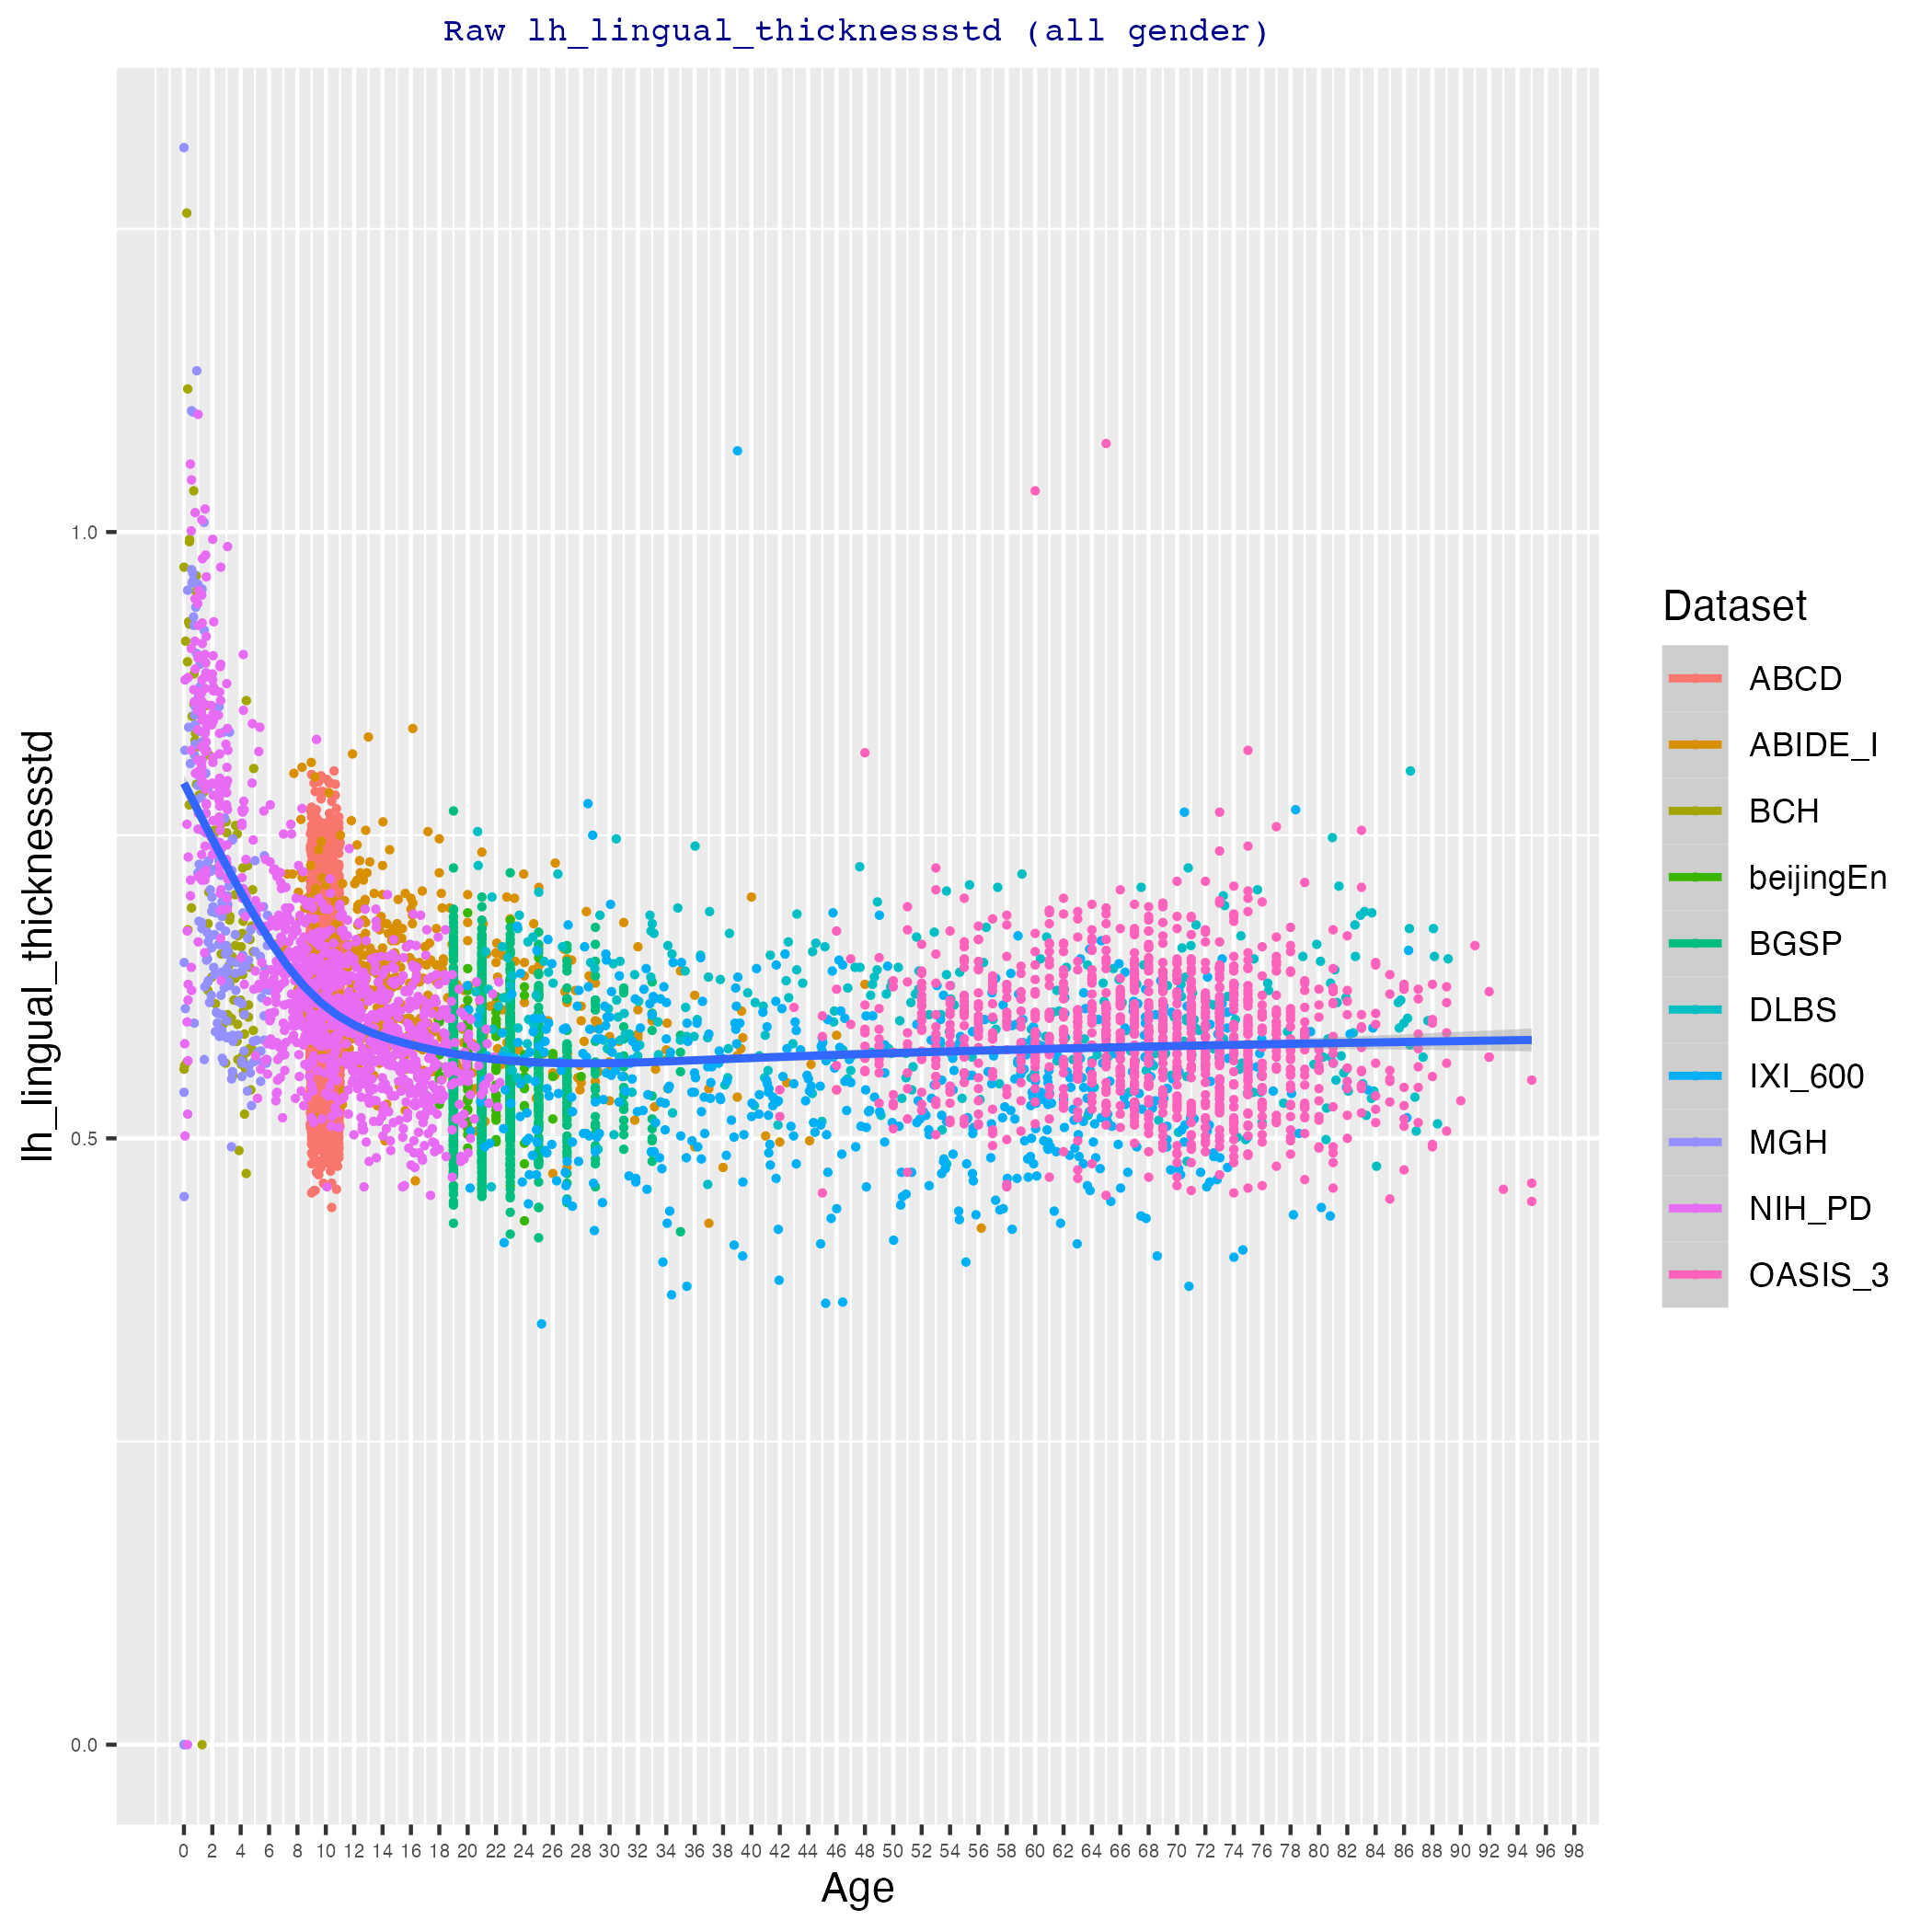 Raw lh_lingual_thicknessstd (all gender)
lh_lingual_thicknessstd
1.0
0.5
0.0
0 2 4 6 8 10 12 14 16 18 20 22 24 26 28 30 32 34 36 38 40 42 44 46 48 50 52 54 56 58 60 62 64 66 68 70 72 74 76 78 80 82 84 86 88 90 92 94 96 98
Age
Dataset
ABCD
ABIDE_I
BCH
beijingEn
BGSP
DLBS
IXI_600
MGH
NIH_PD
OASIS_3